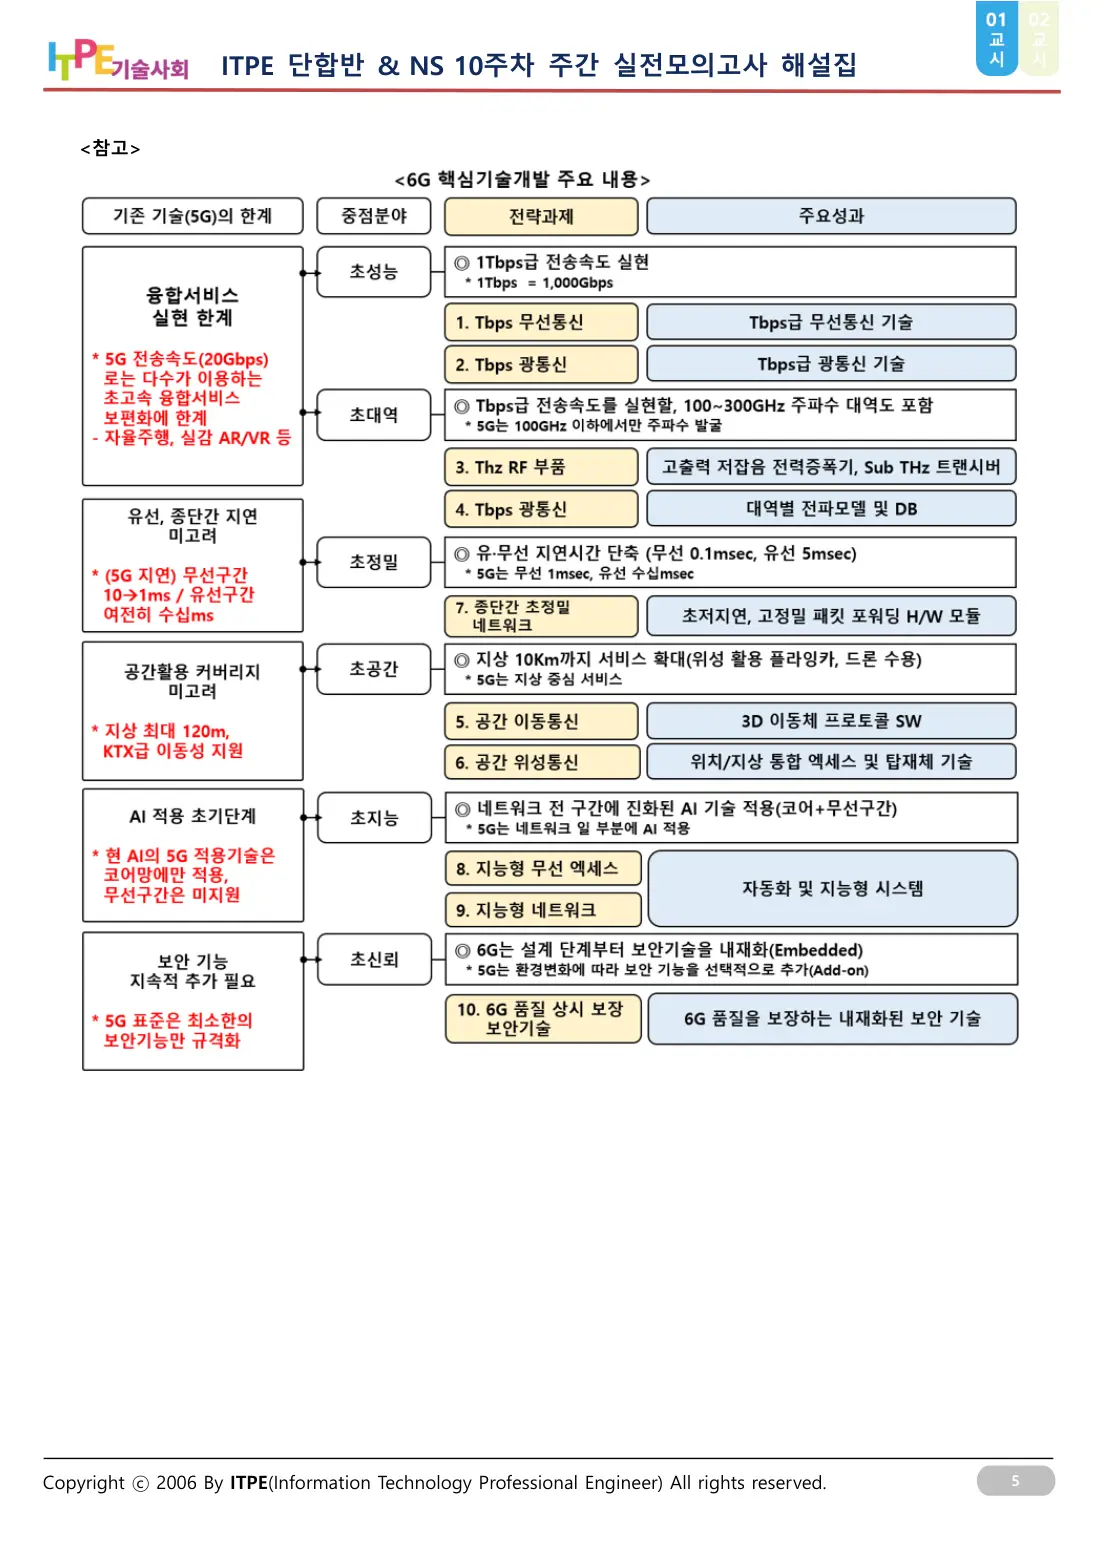 ITPE기술사회
ITPE 단합반 & NS 10주차 주간 실전모의고사 해설집
01
교
시
02
교
시
<참고>
<6G 핵심기술개발 주요 내용>
기존 기술(5G)의 한계
중점분야
전략과제
주요성과
융합서비스
실현 한계
* 5G 전송속도(20Gbps)
로는 다수가 이용하는
초고속 융합서비스
보편화에 한계
- 자율주행, 실감 AR/VR 등
초성능
◎ 1Tbps급 전송속도 실현
* 1Tbps = 1,000Gbps
1. Tbps 무선통신
Tbps급 무선통신 기술
2. Tbps 광통신
Tbps급 광통신 기술
초대역
◎ Tbps급 전송속도를 실현할, 100~300GHz 주파수 대역도 포함
* 5G는 100GHz 이하에서만 주파수 발굴
3. Thz RF 부품
고출력 저잡음 전력증폭기, Sub THz 트랜시버
4. Tbps 광통신
대역별 전파모델 및 DB
유선, 종단간 지연
미고려
* (5G 지연) 무선구간
10→1ms / 유선구간
여전히 수십ms
초정밀
◎ 유·무선 지연시간 단축 (무선 0.1msec, 유선 5msec)
* 5G는 무선 1msec, 유선 수십msec
7. 종단간 초정밀
네트워크
초저지연, 고정밀 패킷 포워딩 H/W 모듈
공간활용 커버리지
미고려
* 지상 최대 120m,
KTX급 이동성 지원
초공간
◎ 지상 10Km까지 서비스 확대(위성 활용 플라잉카, 드론 수용)
* 5G는 지상 중심 서비스
5. 공간 이동통신
3D 이동체 프로토콜 SW
6. 공간 위성통신
위치/지상 통합 엑세스 및 탑재체 기술
AI 적용 초기단계
* 현 AI의 5G 적용기술은
코어망에만 적용,
무선구간은 미지원
초지능
◎ 네트워크 전 구간에 진화된 AI 기술 적용(코어+무선구간)
* 5G는 네트워크 일 부분에 AI 적용
8. 지능형 무선 엑세스
9. 지능형 네트워크
자동화 및 지능형 시스템
보안 기능
지속적 추가 필요
* 5G 표준은 최소한의
보안기능만 규격화
초신뢰
◎ 6G는 설계 단계부터 보안기술을 내재화(Embedded)
* 5G는 환경변화에 따라 보안 기능을 선택적으로 추가(Add-on)
10. 6G 품질 상시 보장
보안기술
6G 품질을 보장하는 내재화된 보안 기술
Copyright ⓒ 2006 By ITPE(Information Technology Professional Engineer) All rights reserved.
5